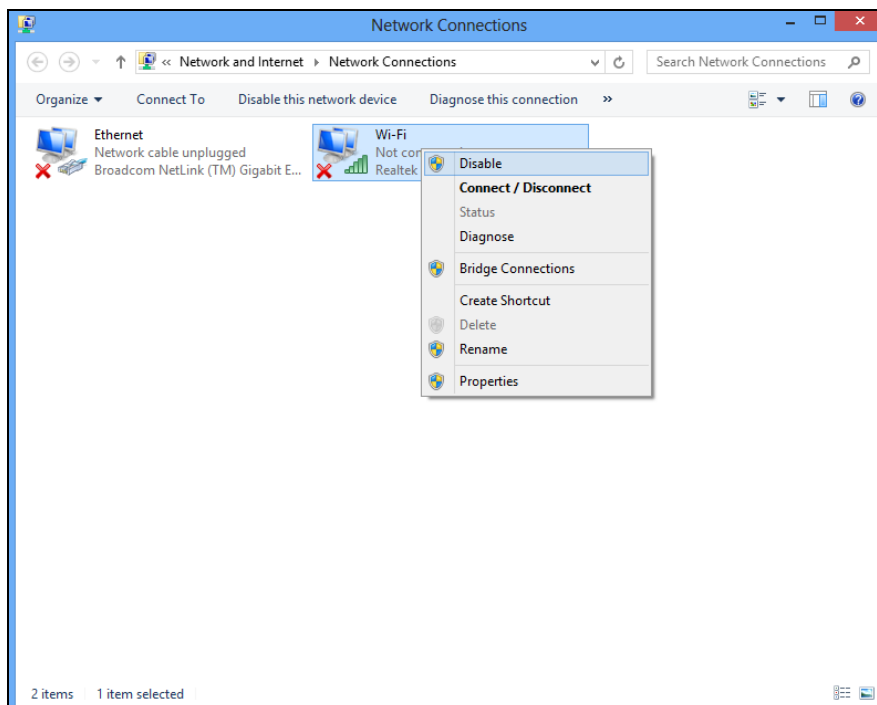 Network Connections
« Network and Internet Network Connections
Search Network Connections
Organize Connect To Disable this network device Diagnose this connection »
Ethernet
Network cable unplugged
Broadcom NetLink (TM) Gigabit E...
Wi-Fi
Not
Realtek
Disable
Connect / Disconnect
Status
Diagnose
Bridge Connections
Create Shortcut
Delete
Rename
Properties
2 items 1 item selected